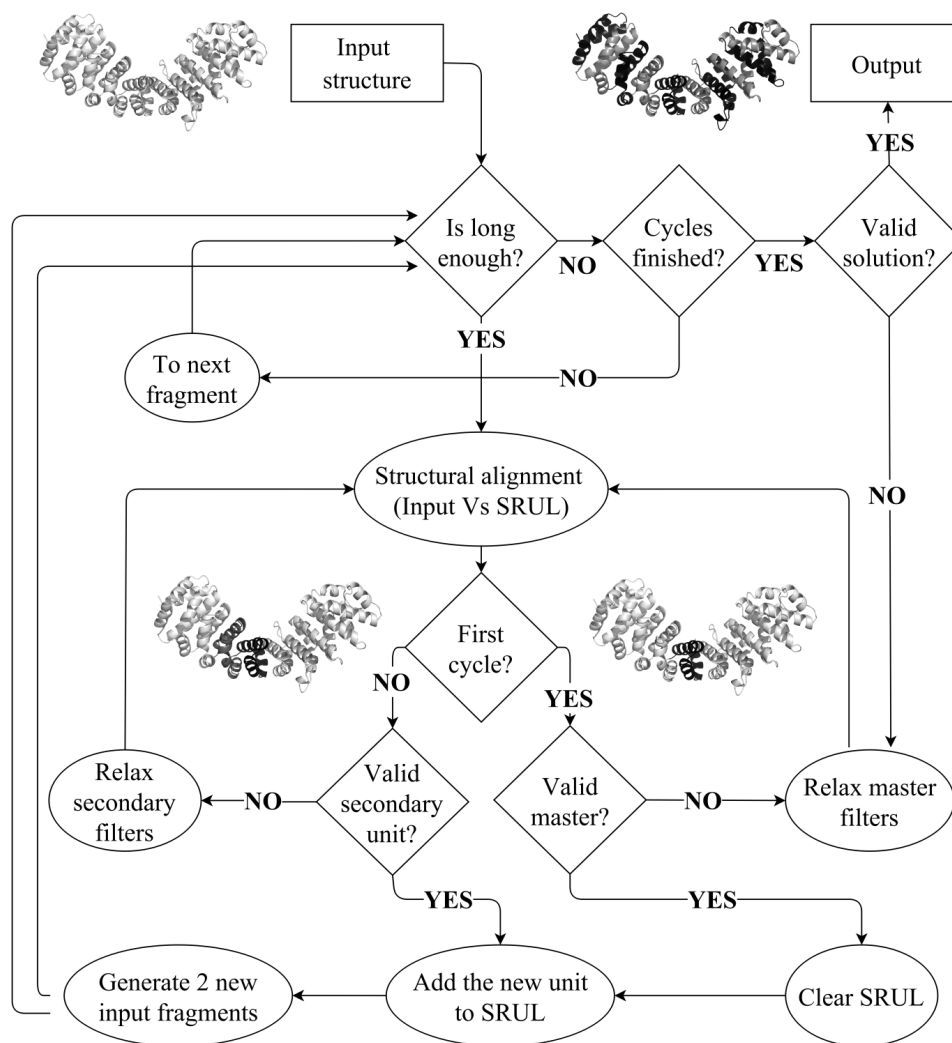 Input
structure
Output
YES
Is long
enough?
NO
Cycles
finished?
YES
Valid
solution?
YES
To next
fragment
NO
Structural alignment
(Input Vs SRUL)
NO
First
cycle?
NO
YES
Relax
secondary
filters
NO
Valid
secondary
unit?
Valid
master?
NO
Relax master
filters
YES
YES
Generate 2 new
input fragments
Add the new unit
to SRUL
Clear SRUL